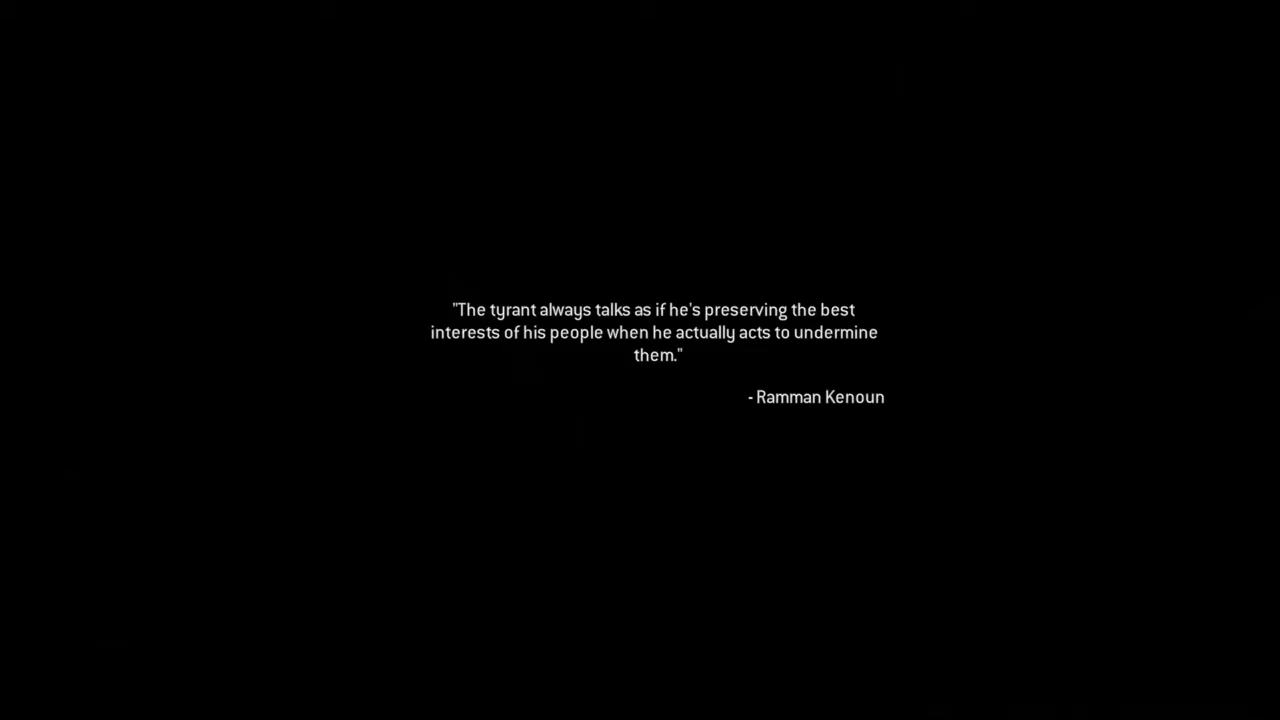 "The tyrant always talks as if he's preserving the best
interests of his people when he actually acts to undermine
them."
- Ramman Kenoun